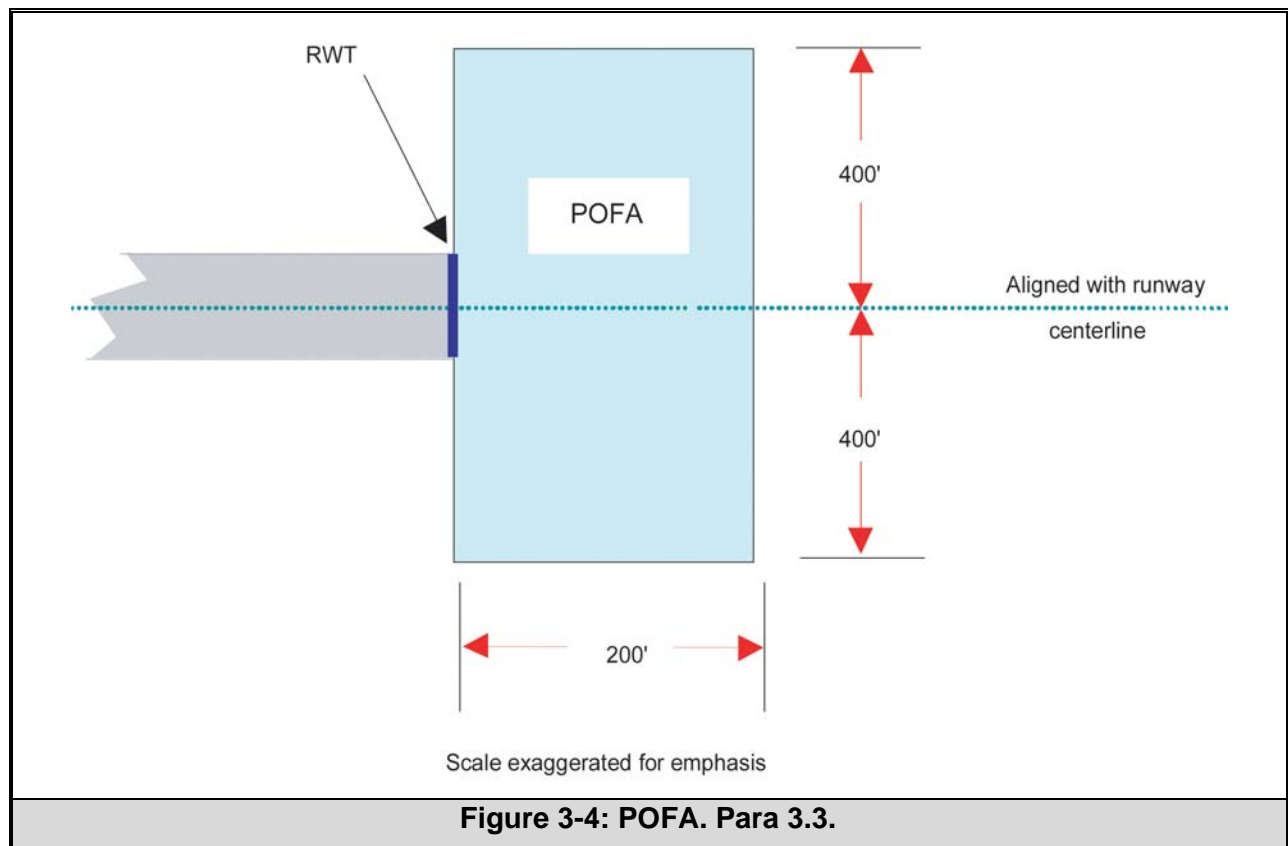 RWT
POFA
400'
Aligned with runway
centerline
400'
200'
Scale exaggerated for emphasis
Figure 3-4: POFA. Para 3.3.